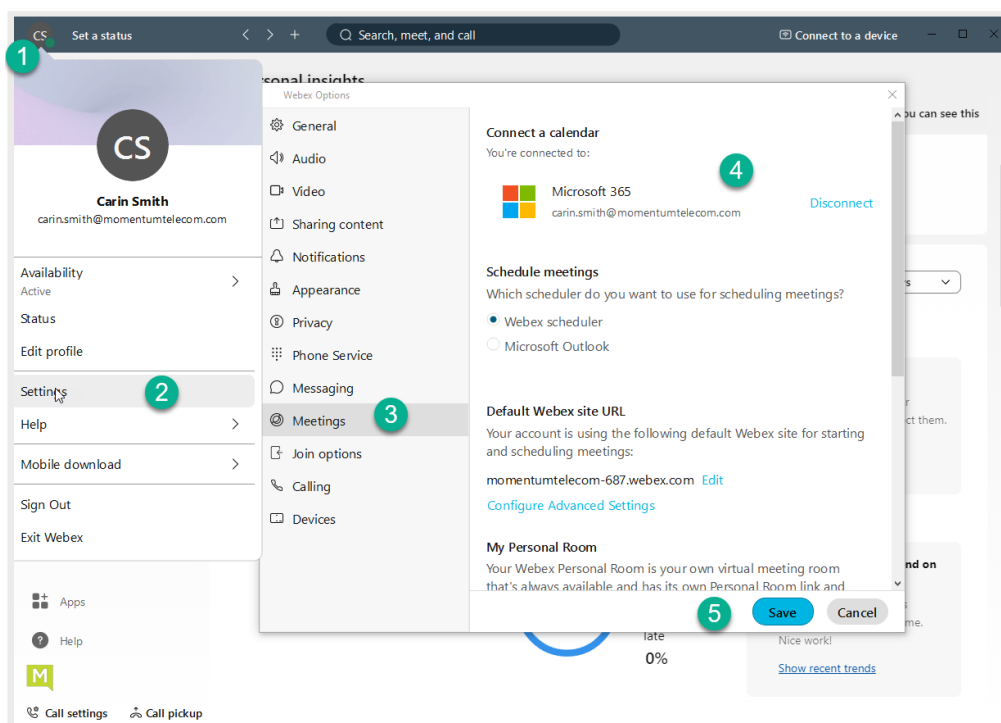 CS
Set a status
Search, meet, and call
Connect to a device
1
sonal insights
ou can see this
CS
Carin Smith
carin.smith@momentumtelecom.com
Availability
Active
Status
Edit profile
Settings
2
Help
Mobile download
Sign Out
Exit Webex
Apps
Help
M
Call settings
Call pickup
Webex Options
General
Audio
Video
Sharing content
Notifications
Appearance
Privacy
Phone Service
Messaging
Meetings
3
Join options
Calling
Devices
Connect a calendar
You're connected to:
4
Microsoft 365
carin.smith@momentumtelecom.com
Disconnect
Schedule meetings
Which scheduler do you want to use for scheduling meetings?
Webex scheduler
Microsoft Outlook
Default Webex site URL
Your account is using the following default Webex site for starting
and scheduling meetings:
momentumtelecom-687.webex.com Edit
Configure Advanced Settings
My Personal Room
Your Webex Personal Room is your own virtual meeting room
that's always available and has its own Personal Room link and
5
Save
Cancel
s
r
ct them.
nd on
s
me.
late
0%
Nice work!
Show recent trends